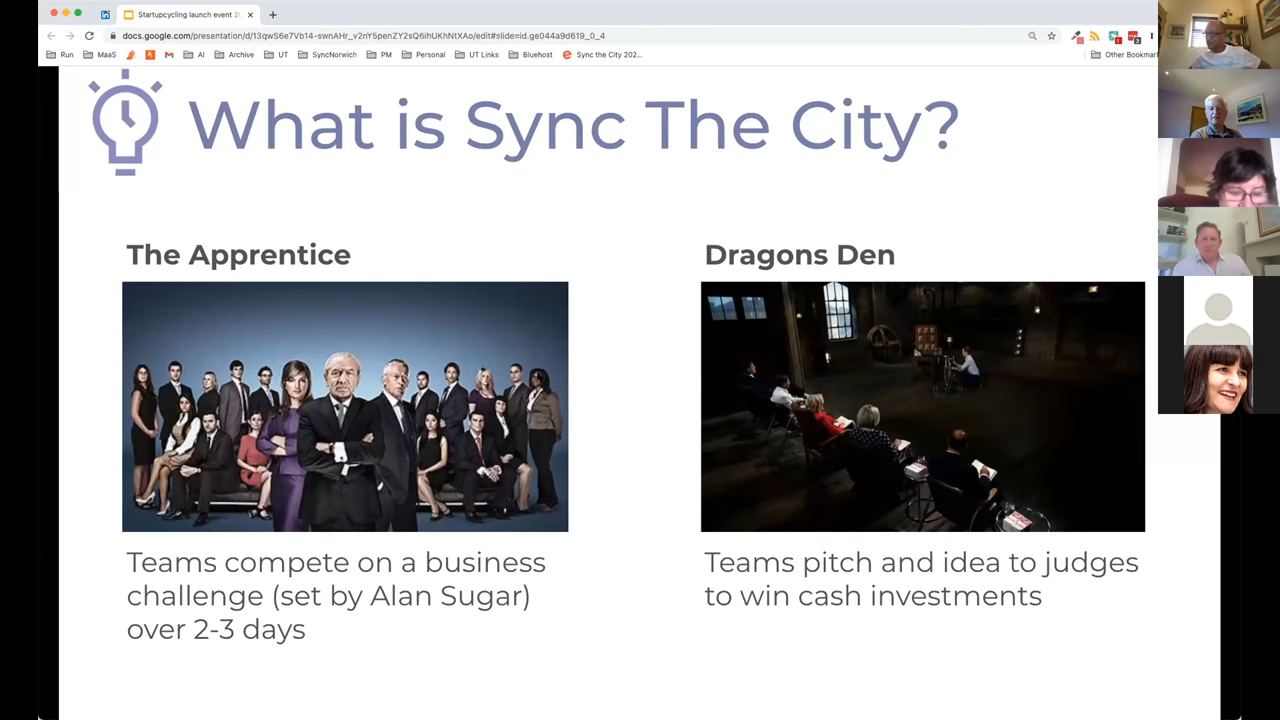 Startupcycling launch event 20
docs.google.com/presentation/d/13qwS6e7Vb14-swnAHr_v2nY5penZY2sQ6ihUKhNtXAo/edit#slide=id.ge044a9d619_0_4
Run MaaS AI Archive UT SyncNorwich PM Personal UT Links Bluehost Sync the City 202... Other Bookmar
What is Sync The City?
The Apprentice
Dragons Den
Teams compete on a business
challenge (set by Alan Sugar)
over 2-3 days
Teams pitch and idea to judges
to win cash investments